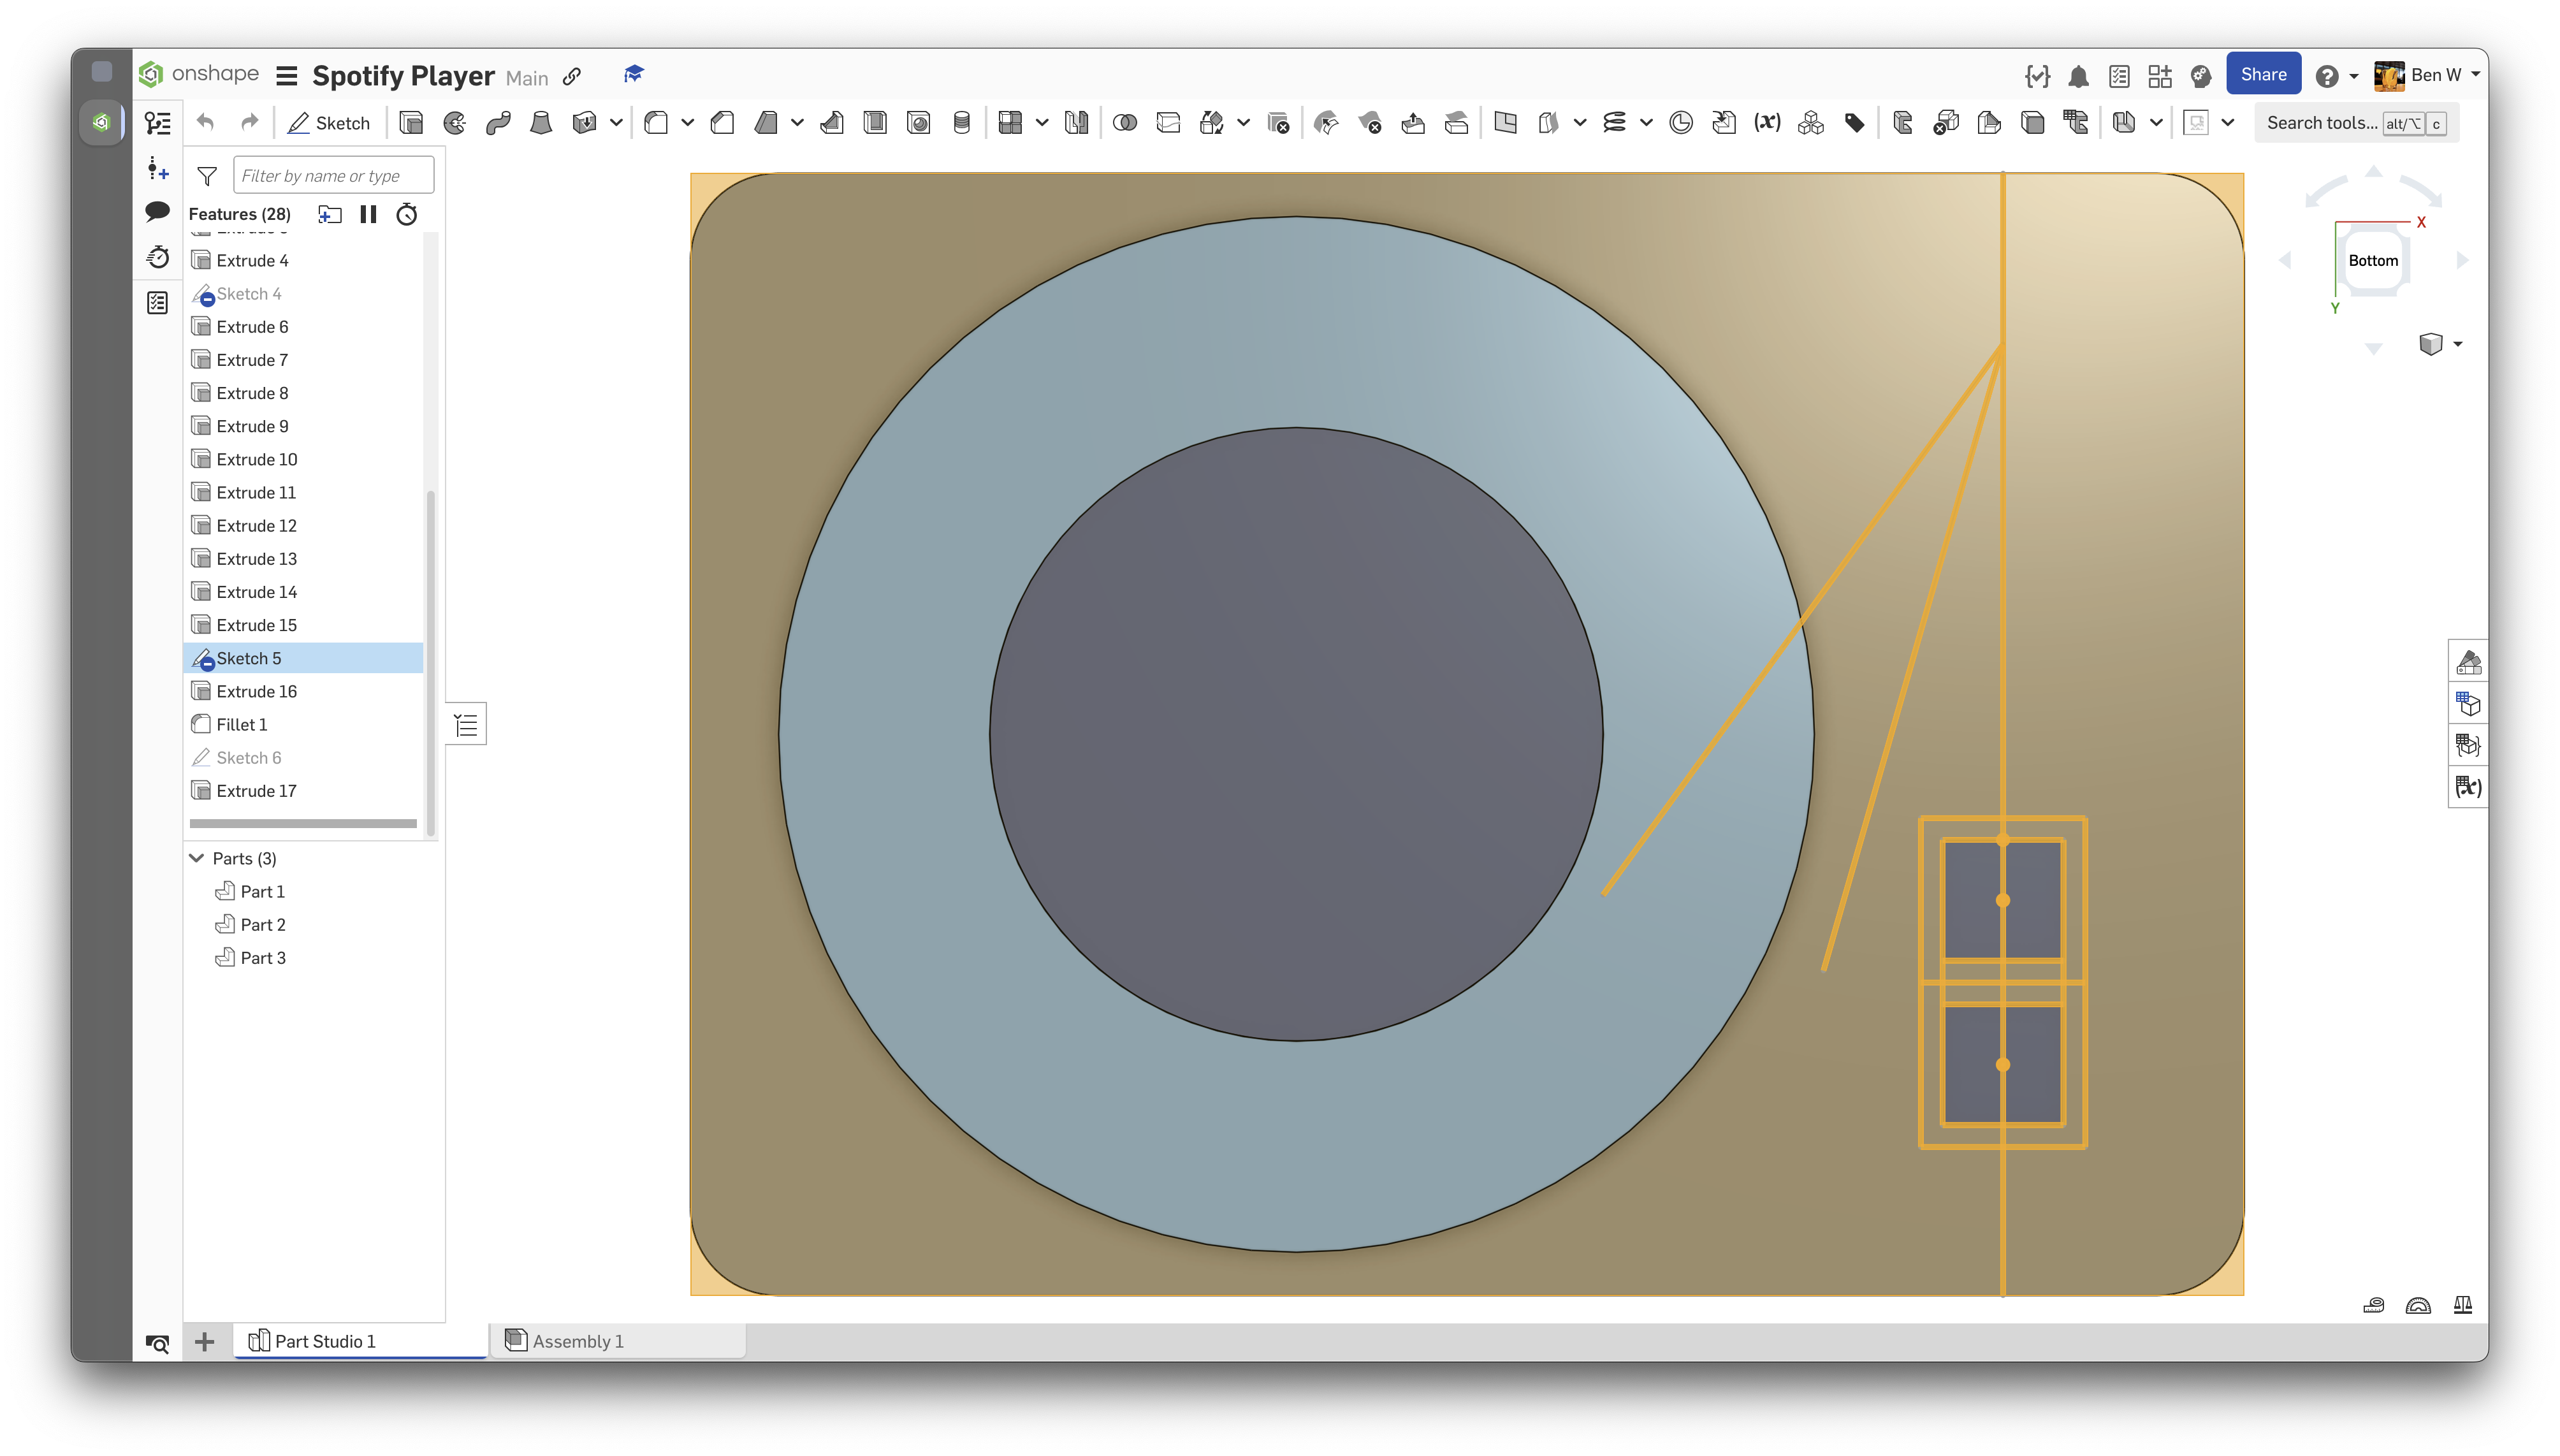 onshape Spotify Player Main Share Ben W
Sketch Search tools... alt/⌥ c
Filter by name or type
Features (28)
Extrude 4
Sketch 4
Extrude 6
Extrude 7
Extrude 8
Extrude 9
Extrude 10
Extrude 11
Extrude 12
Extrude 13
Extrude 14
Extrude 15
Sketch 5
Extrude 16
Fillet 1
Sketch 6
Extrude 17
Parts (3)
Part 1
Part 2
Part 3
X
Bottom
Y
Part Studio 1 Assembly 1